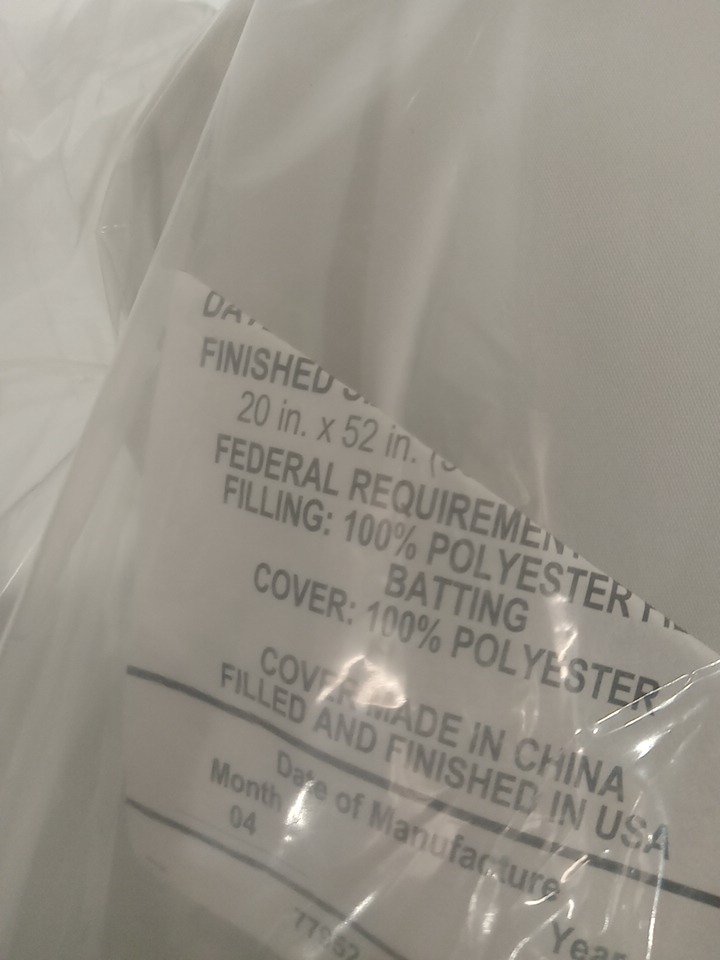 FINISHED
20 in. x 52 in.
FEDERAL REQUIREMEN
FILLING: 100% POLYESTER
BATTING
COVER: 100% POLYESTER
COVER MADE IN CHINA
FILLED AND FINISHED IN USA
Date of Manufacture
Month
Year
04